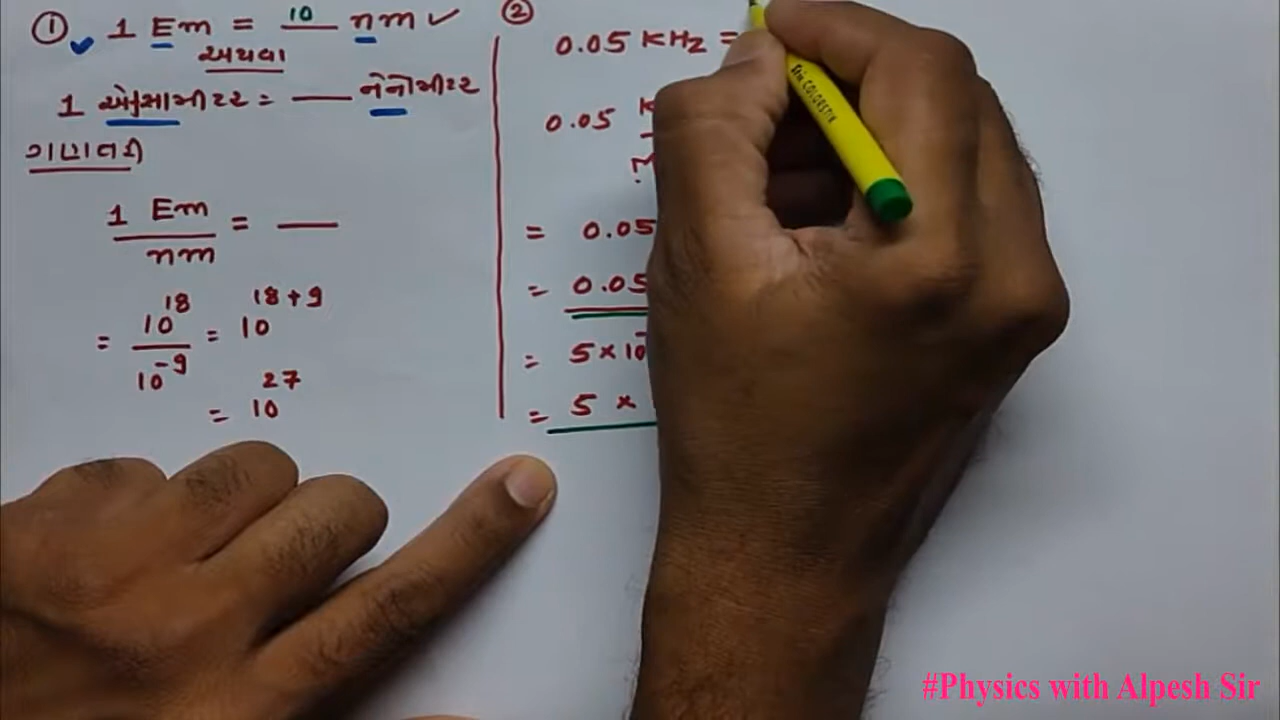 ① 1 Em = 10 nm ✓
અથવા
1 એક્સામીટર = ___ નેનોમીટર
ગણતરી
1 Em / nm = ___
= 10^18 / 10^-9 = 10^18+9
= 10^27
②
0.05 KHz =
0.05
= 0.05
= 0.05
= 5×10
= 5 ×
#Physics with Alpesh Sir